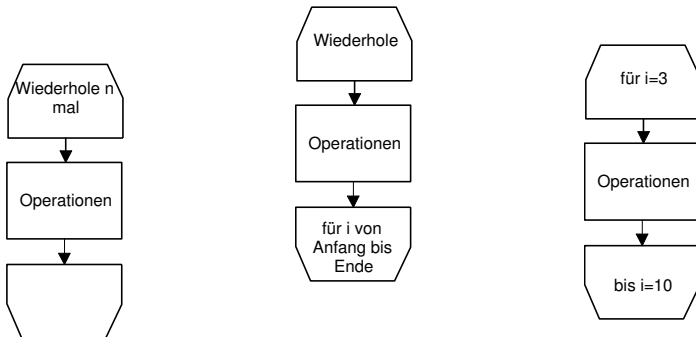 Wiederhole n
mal
Operationen
Wiederhole
Operationen
für i von
Anfang bis
Ende
für i=3
Operationen
bis i=10